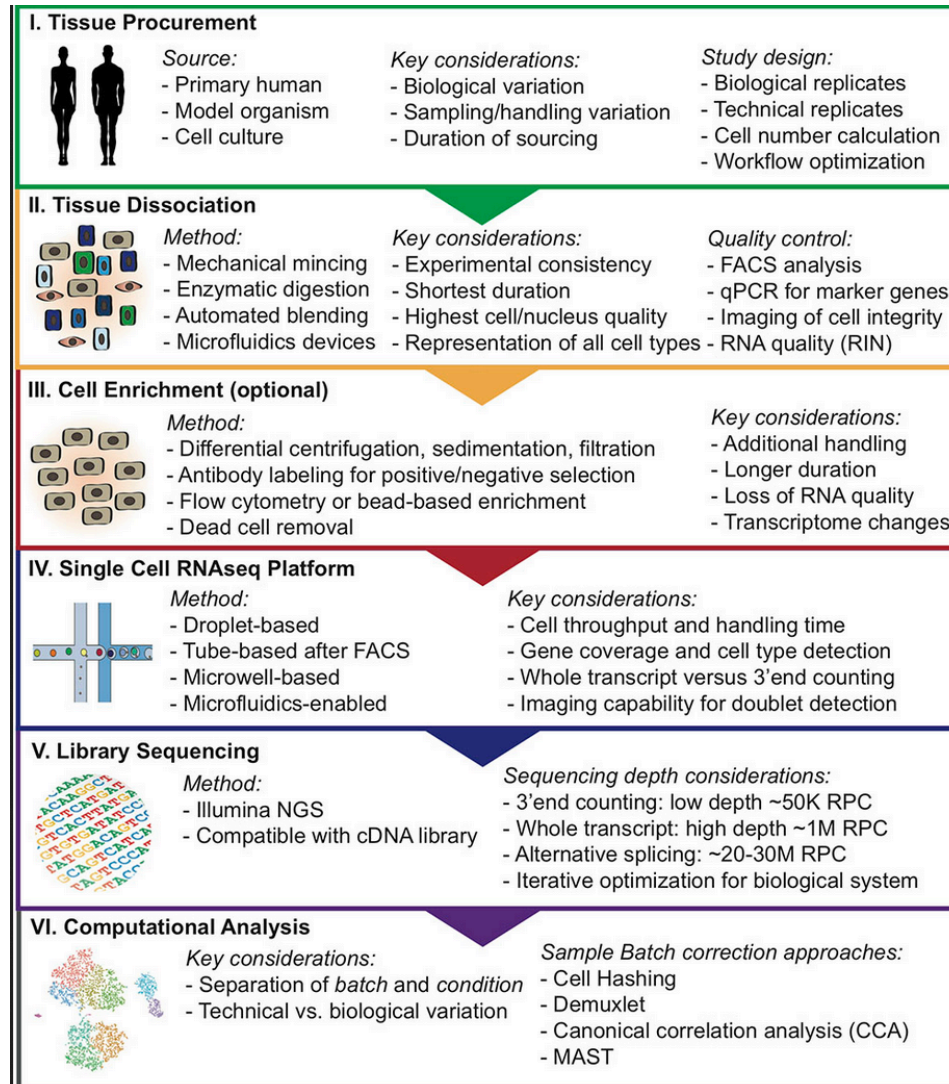 I. Tissue Procurement
Source:
- Primary human
- Model organism
- Cell culture
Key considerations:
- Biological variation
- Sampling/handling variation
- Duration of sourcing
Study design:
- Biological replicates
- Technical replicates
- Cell number calculation
- Workflow optimization
II. Tissue Dissociation
Method:
- Mechanical mincing
- Enzymatic digestion
- Automated blending
- Microfluidics devices
Key considerations:
- Experimental consistency
- Shortest duration
- Highest cell/nucleus quality
- Representation of all cell types
Quality control:
- FACS analysis
- qPCR for marker genes
- Imaging of cell integrity
- RNA quality (RIN)
III. Cell Enrichment (optional)
Method:
- Differential centrifugation, sedimentation, filtration
- Antibody labeling for positive/negative selection
- Flow cytometry or bead-based enrichment
- Dead cell removal
Key considerations:
- Additional handling
- Longer duration
- Loss of RNA quality
- Transcriptome changes
IV. Single Cell RNAseq Platform
Method:
- Droplet-based
- Tube-based after FACS
- Microwell-based
- Microfluidics-enabled
Key considerations:
- Cell throughput and handling time
- Gene coverage and cell type detection
- Whole transcript versus 3'end counting
- Imaging capability for doublet detection
V. Library Sequencing
Method:
- Illumina NGS
- Compatible with cDNA library
Sequencing depth considerations:
- 3'end counting: low depth ~50K RPC
- Whole transcript: high depth ~1M RPC
- Alternative splicing: ~20-30M RPC
- Iterative optimization for biological system
VI. Computational Analysis
Key considerations:
- Separation of batch and condition
- Technical vs. biological variation
Sample Batch correction approaches:
- Cell Hashing
- Demuxlet
- Canonical correlation analysis (CCA)
- MAST